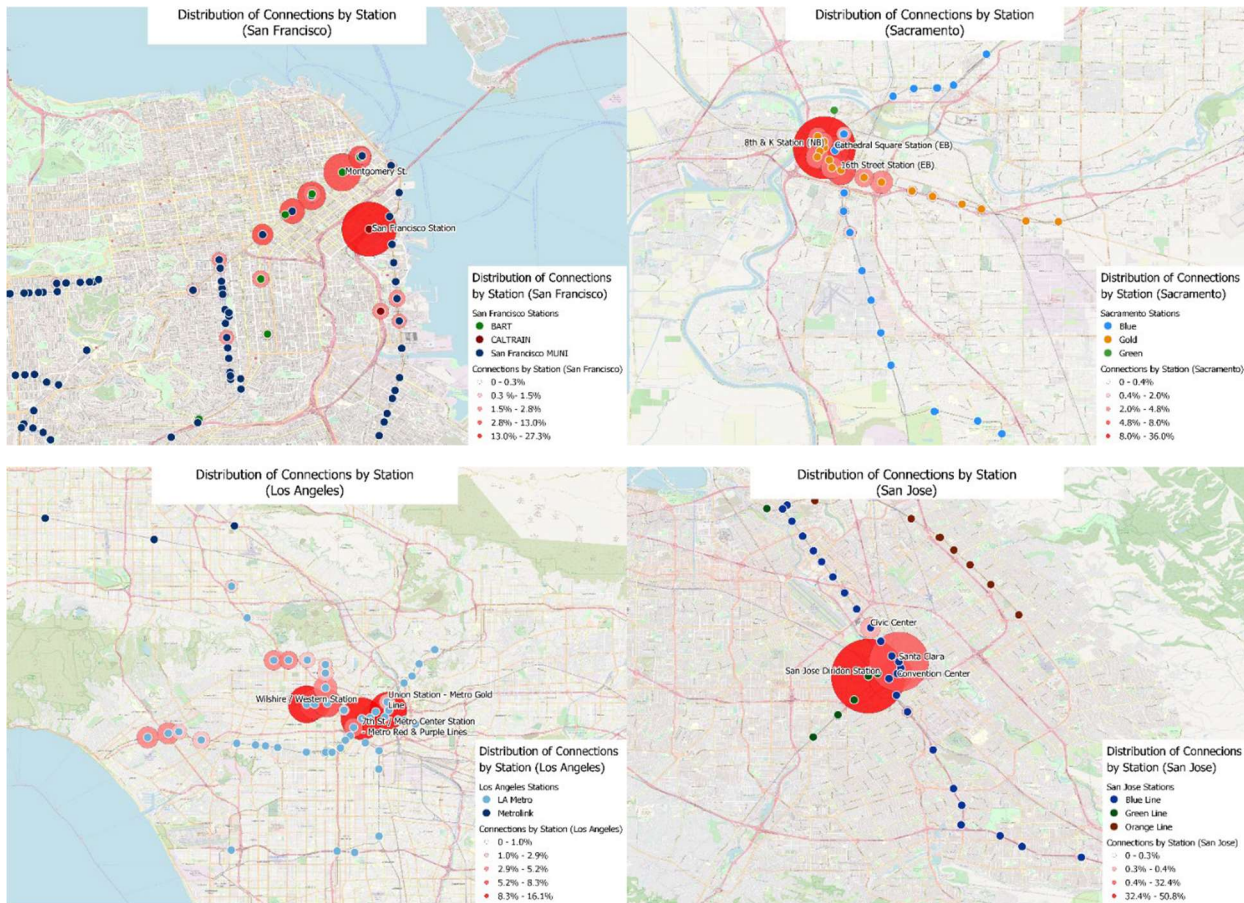 Distribution of Connections by Station
(San Francisco)
Montgomery St.
San Francisco Station
Distribution of Connections
by Station (San Francisco)
San Francisco Stations
BART
CALTRAIN
San Francisco MUNI
Connections by Station (San Francisco)
0 - 0.3%
0.3 %- 1.5%
1.5% - 2.8%
2.8% - 13.0%
13.0% - 27.3%
Distribution of Connections by Station
(Sacramento)
8th & K Station (NB)
Cathedral Square Station (EB)
16th Street Station (EB)
Distribution of Connections
by Station (Sacramento)
Sacramento Stations
Blue
Gold
Green
Connections by Station (Sacramento)
0 - 0.4%
0.4% - 2.0%
2.0% - 4.8%
4.8% - 8.0%
8.0% - 36.0%
Distribution of Connections by Station
(Los Angeles)
Wilshire / Western Station
Union Station - Metro Gold
Line
7th St / Metro Center Station
- Metro Red & Purple Lines
Distribution of Connections
by Station (Los Angeles)
Los Angeles Stations
LA Metro
Metrolink
Connections by Station (Los Angeles)
0 - 1.0%
1.0% - 2.9%
2.9% - 5.2%
5.2% - 8.3%
8.3% - 16.1%
Distribution of Connections by Station
(San Jose)
Civic Center
Santa Clara
San Jose Diridon Station
Convention Center
Distribution of Connecions
by Station (San Jose)
San Jose Stations
Blue Line
Green Line
Orange Line
Connections by Station (San Jose)
0 - 0.3%
0.3% - 0.4%
0.4% - 32.4%
32.4% - 50.8%